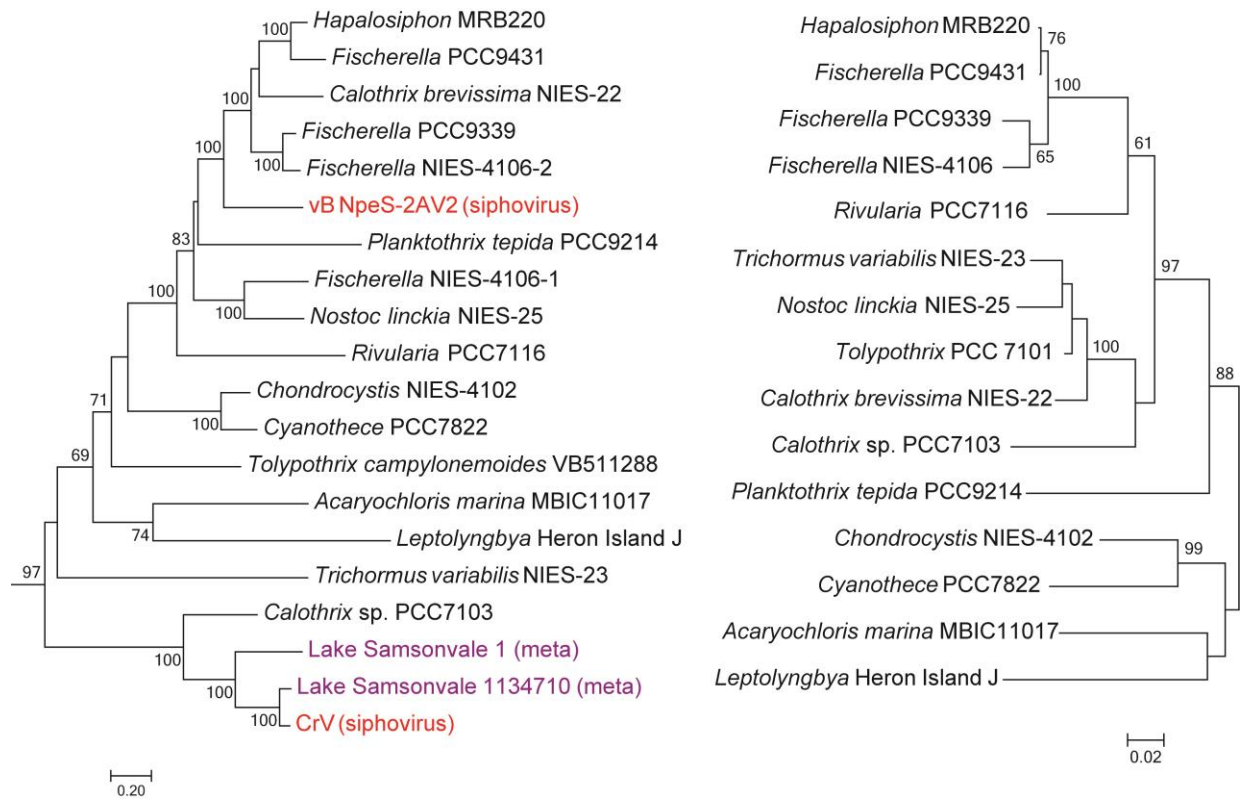 Hapalosiphon MRB220
100
Fischerella PCC9431
100
Calothrix brevissima NIES-22
Fischerella PCC9339
100
100
Fischerella NIES-4106-2
vB NpeS-2AV2 (siphovirus)
83
Planktothrix tepida PCC9214
Fischerella NIES-4106-1
100
100
Nostoc linckia NIES-25
Rivularia PCC7116
Chondrocystis NIES-4102
71
100
Cyanothece PCC7822
69
Tolypothrix campylonemoides VB511288
Acaryochloris marina MBIC11017
74
Leptolyngbya Heron Island J
97
Trichormus variabilis NIES-23
Calothrix sp. PCC7103
100
Lake Samsonvale 1 (meta)
100
Lake Samsonvale 1134710 (meta)
100
CrV (siphovirus)
0.20
Hapalosiphon MRB220
76
Fischerella PCC9431
100
Fischerella PCC9339
61
65
Fischerella NIES-4106
Rivularia PCC7116
Trichormus variabilis NIES-23
97
Nostoc linckia NIES-25
Tolypothrix PCC 7101
100
88
Calothrix brevissima NIES-22
Calothrix sp. PCC7103
Planktothrix tepida PCC9214
Chondrocystis NIES-4102
99
Cyanothece PCC7822
Acaryochloris marina MBIC11017
Leptolyngbya Heron Island J
0.02